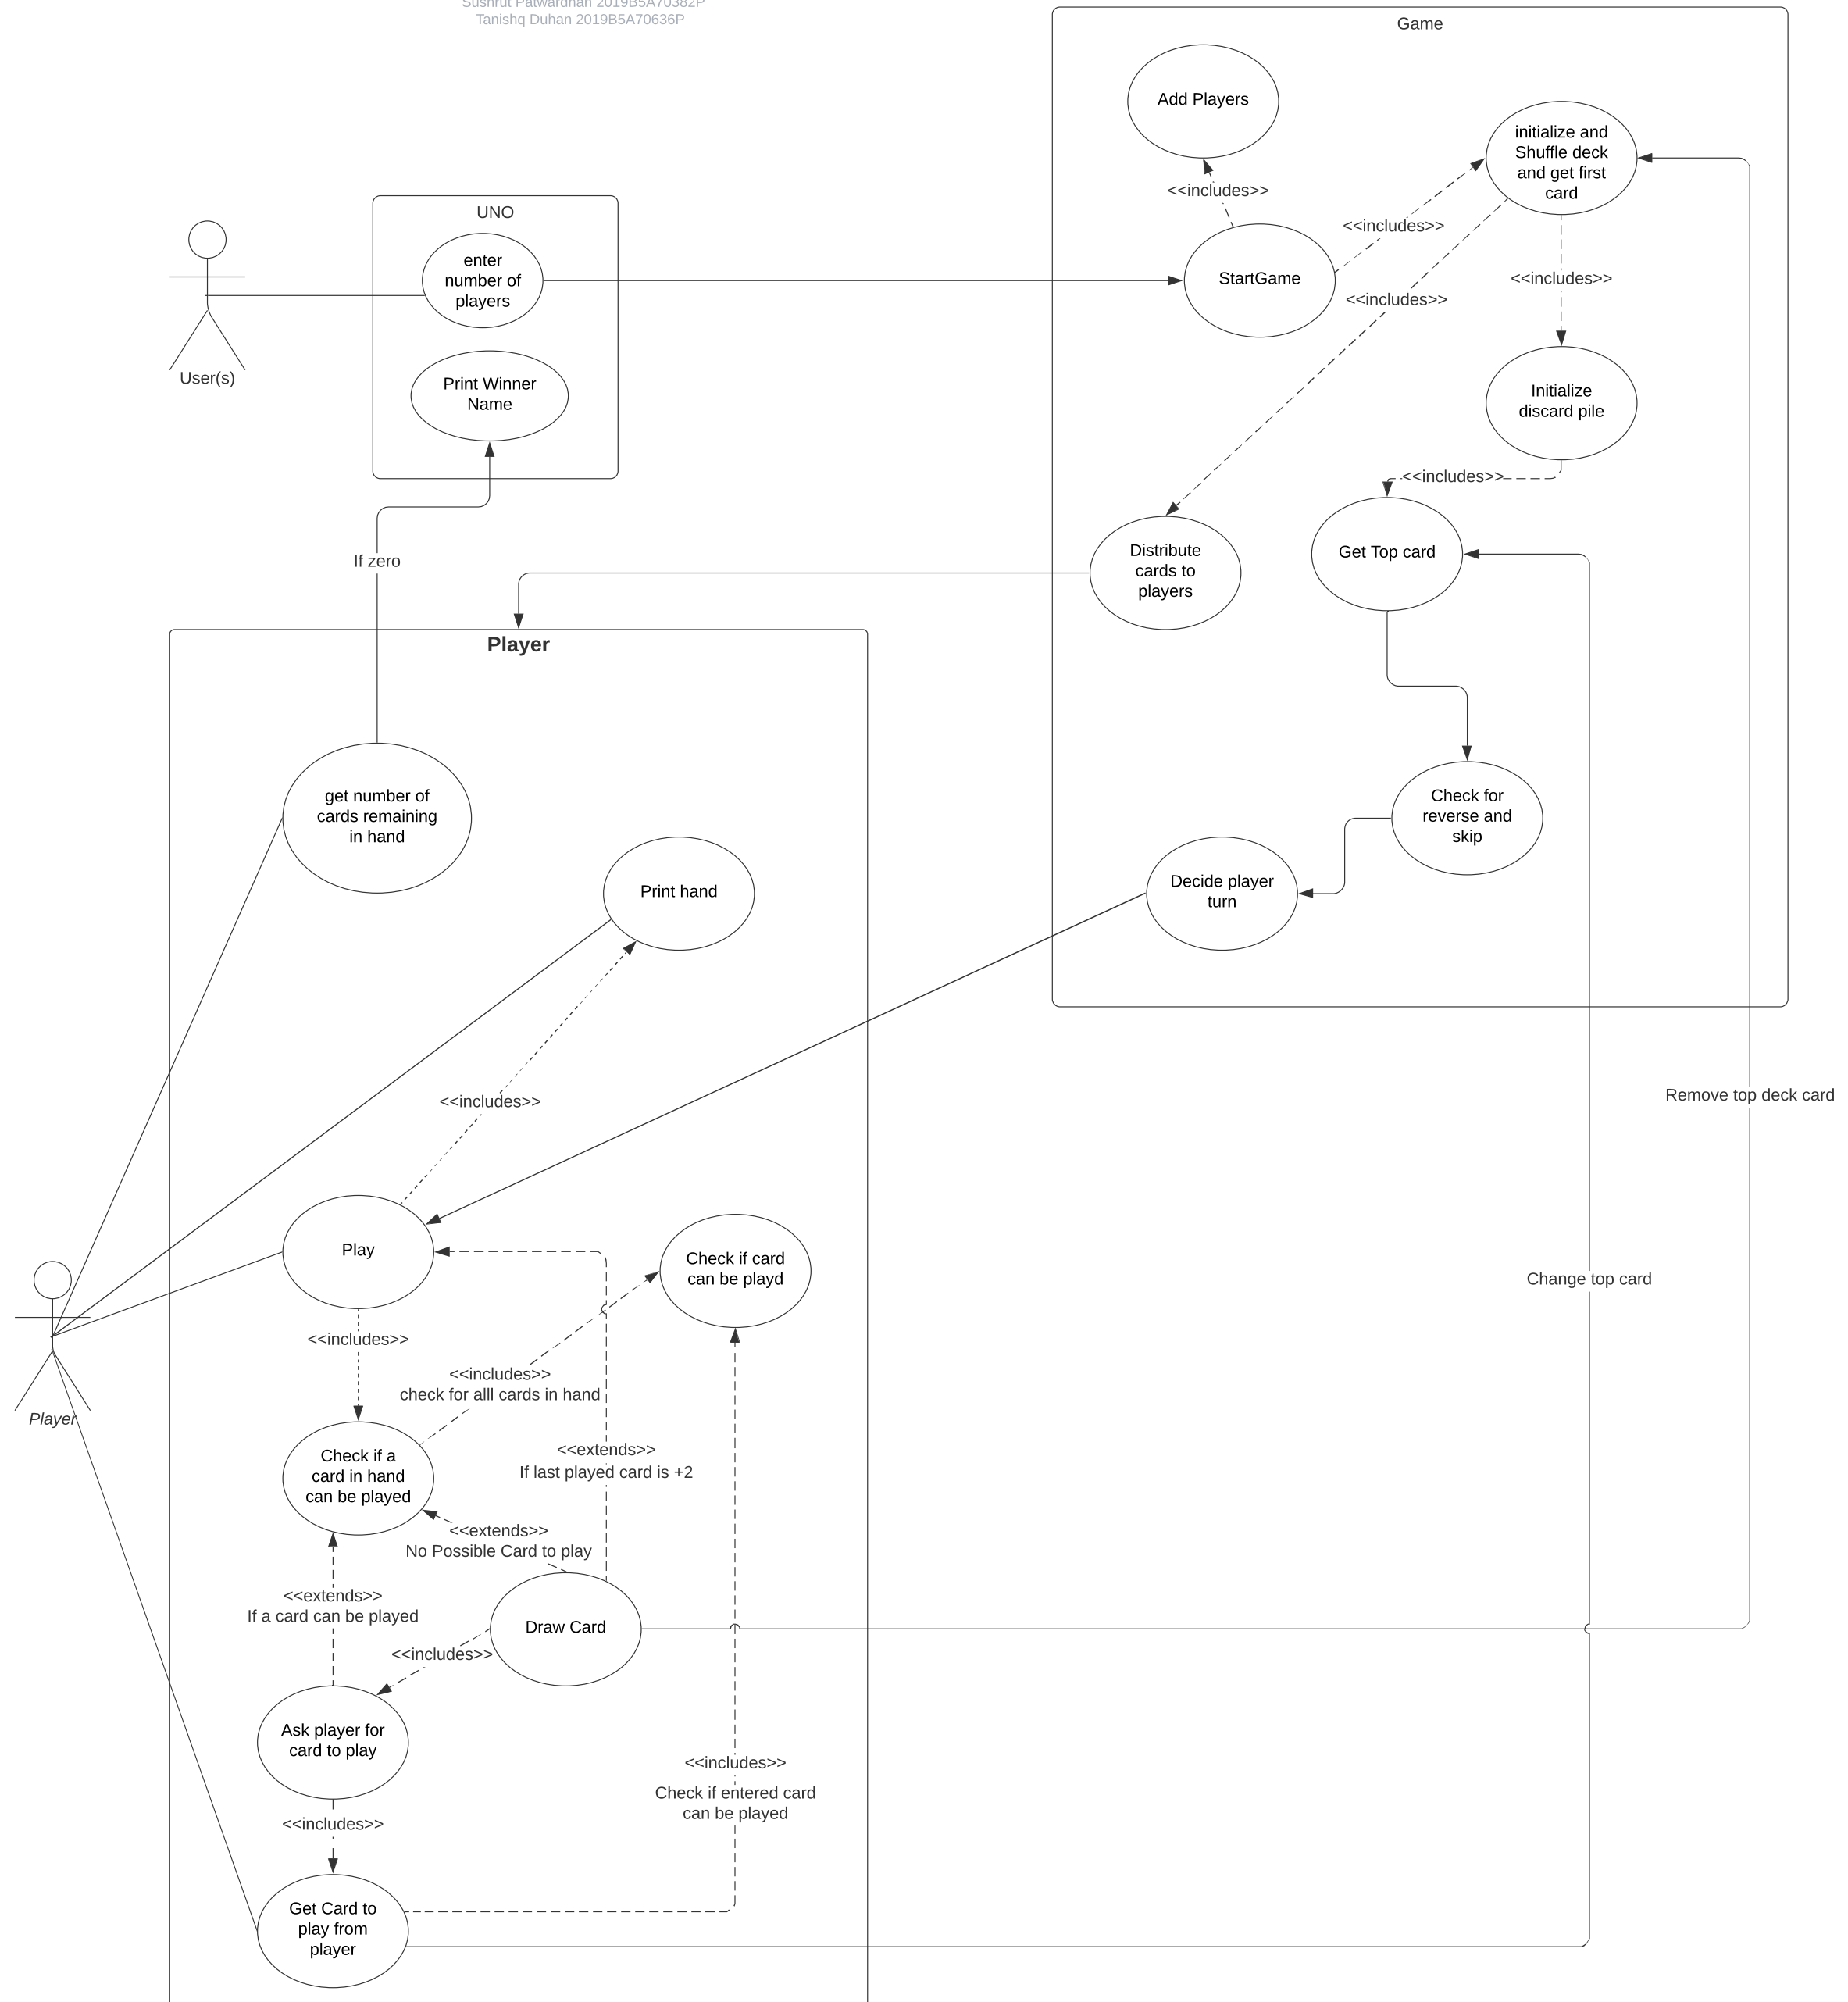 Sushrut Patwardhan 2019B5A70382P
Tanishq Duhan 2019B5A70636P
Game
Add Players
initialize and
Shuffle deck
and get first
card
<<includes>>
<<includes>>
UNO
enter
number of
players
StartGame
<<includes>>
<<includes>>
User(s)
Print Winner
Name
Initialize
discard pile
<<includes>>
If zero
Distribute
cards to
players
Get Top card
Player
get number of
cards remaining
in hand
Check for
reverse and
skip
Print hand
Decide player
turn
<<includes>>
Remove top deck card
Play
Check if card
can be playd
Change top card
<<includes>>
<<includes>>
check for alll cards in hand
Player
Check if a
card in hand
can be played
<<extends>>
If last played card is +2
<<extends>>
No Possible Card to play
<<extends>>
If a card can be played
Draw Card
<<includes>>
Ask player for
card to play
<<includes>>
Check if entered card
can be played
<<includes>>
Get Card to
play from
player